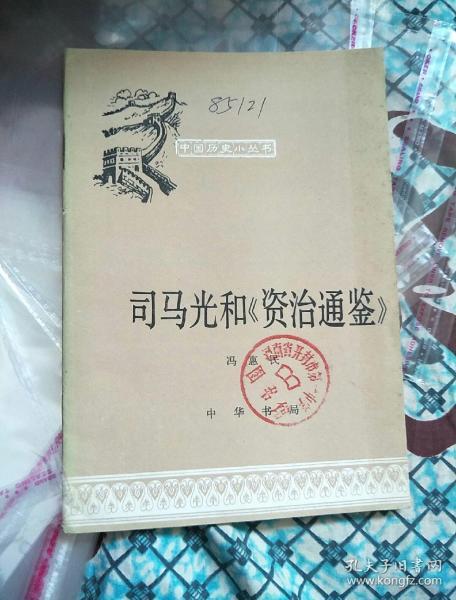 85121
中国历史小丛书
司马光和《资治通鉴》
冯惠民
中华书局
孔夫子旧书网
www.kongfz.com